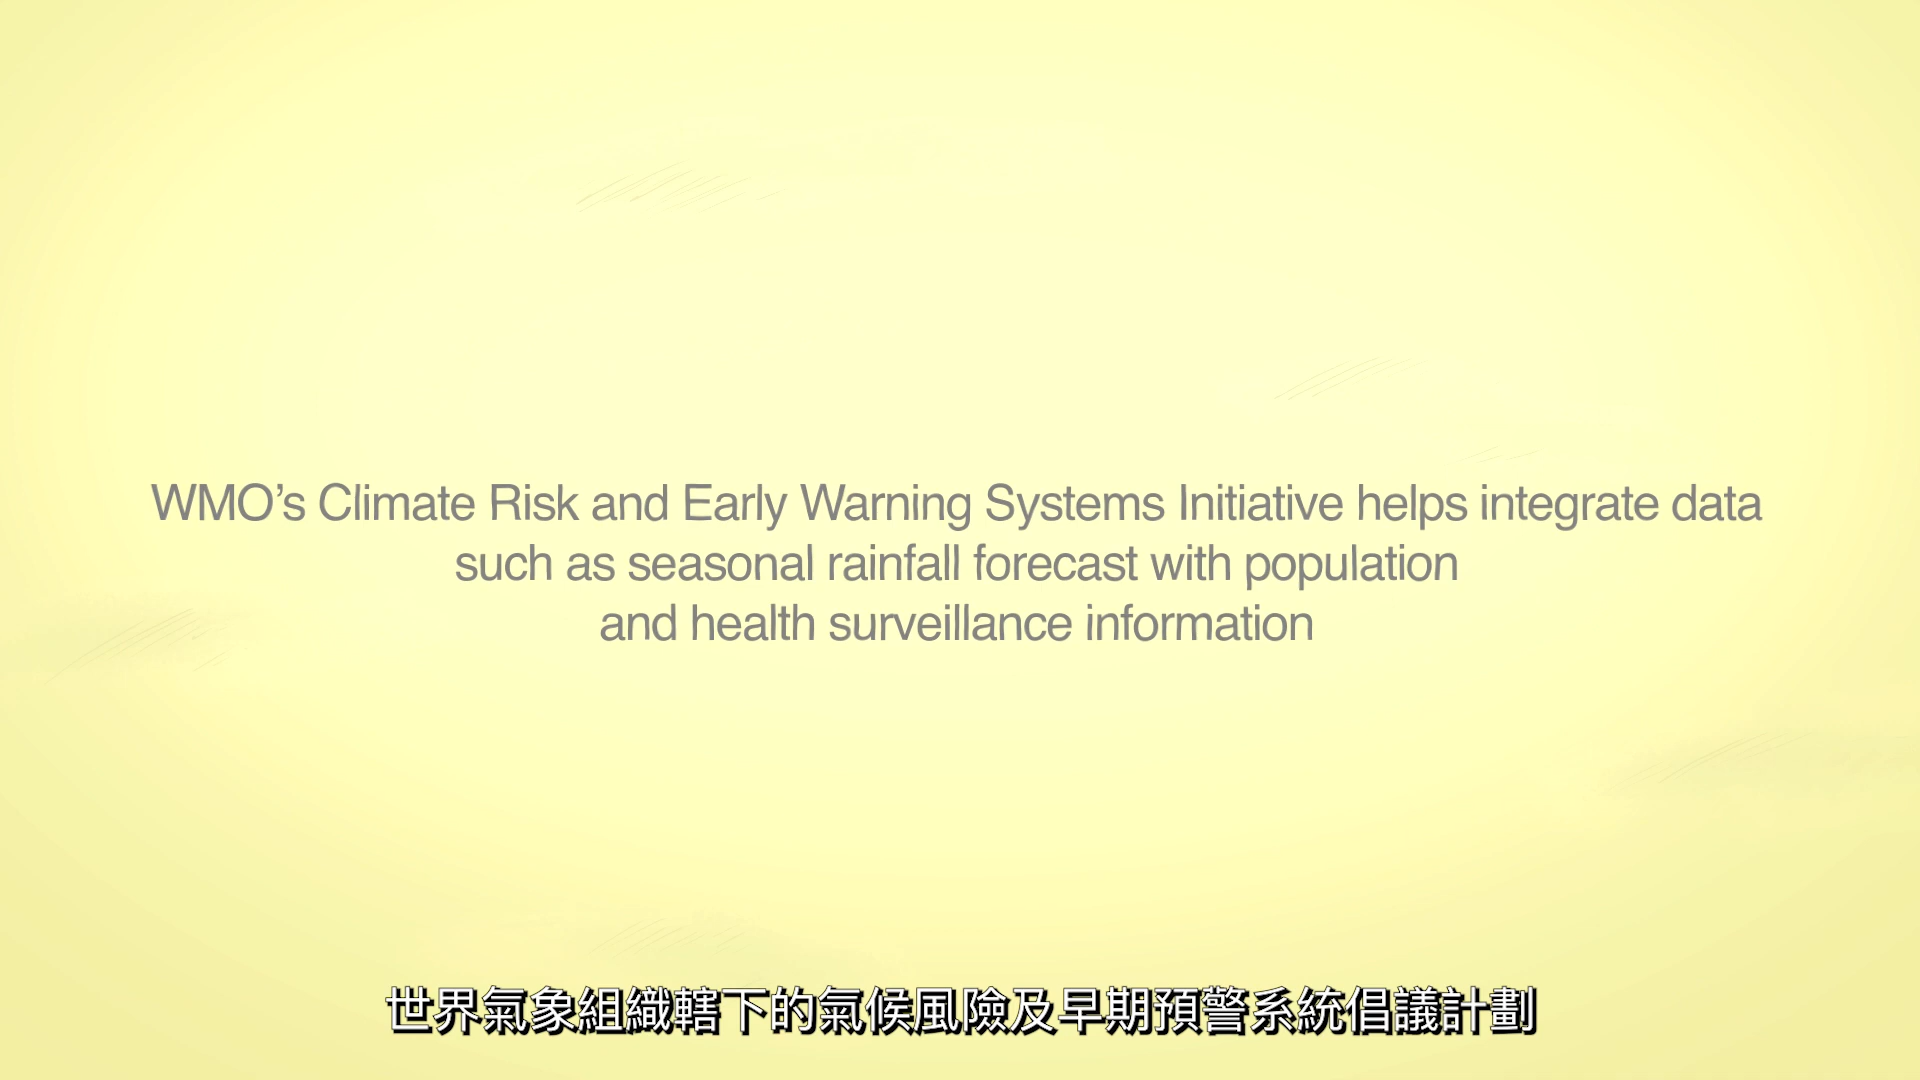 WMO’s Climate Risk and Early Warning Systems Initiative helps integrate data
such as seasonal rainfall forecast with population
and health surveillance information
世界氣象組織轄下的氣候風險及早期預警系統倡議計劃